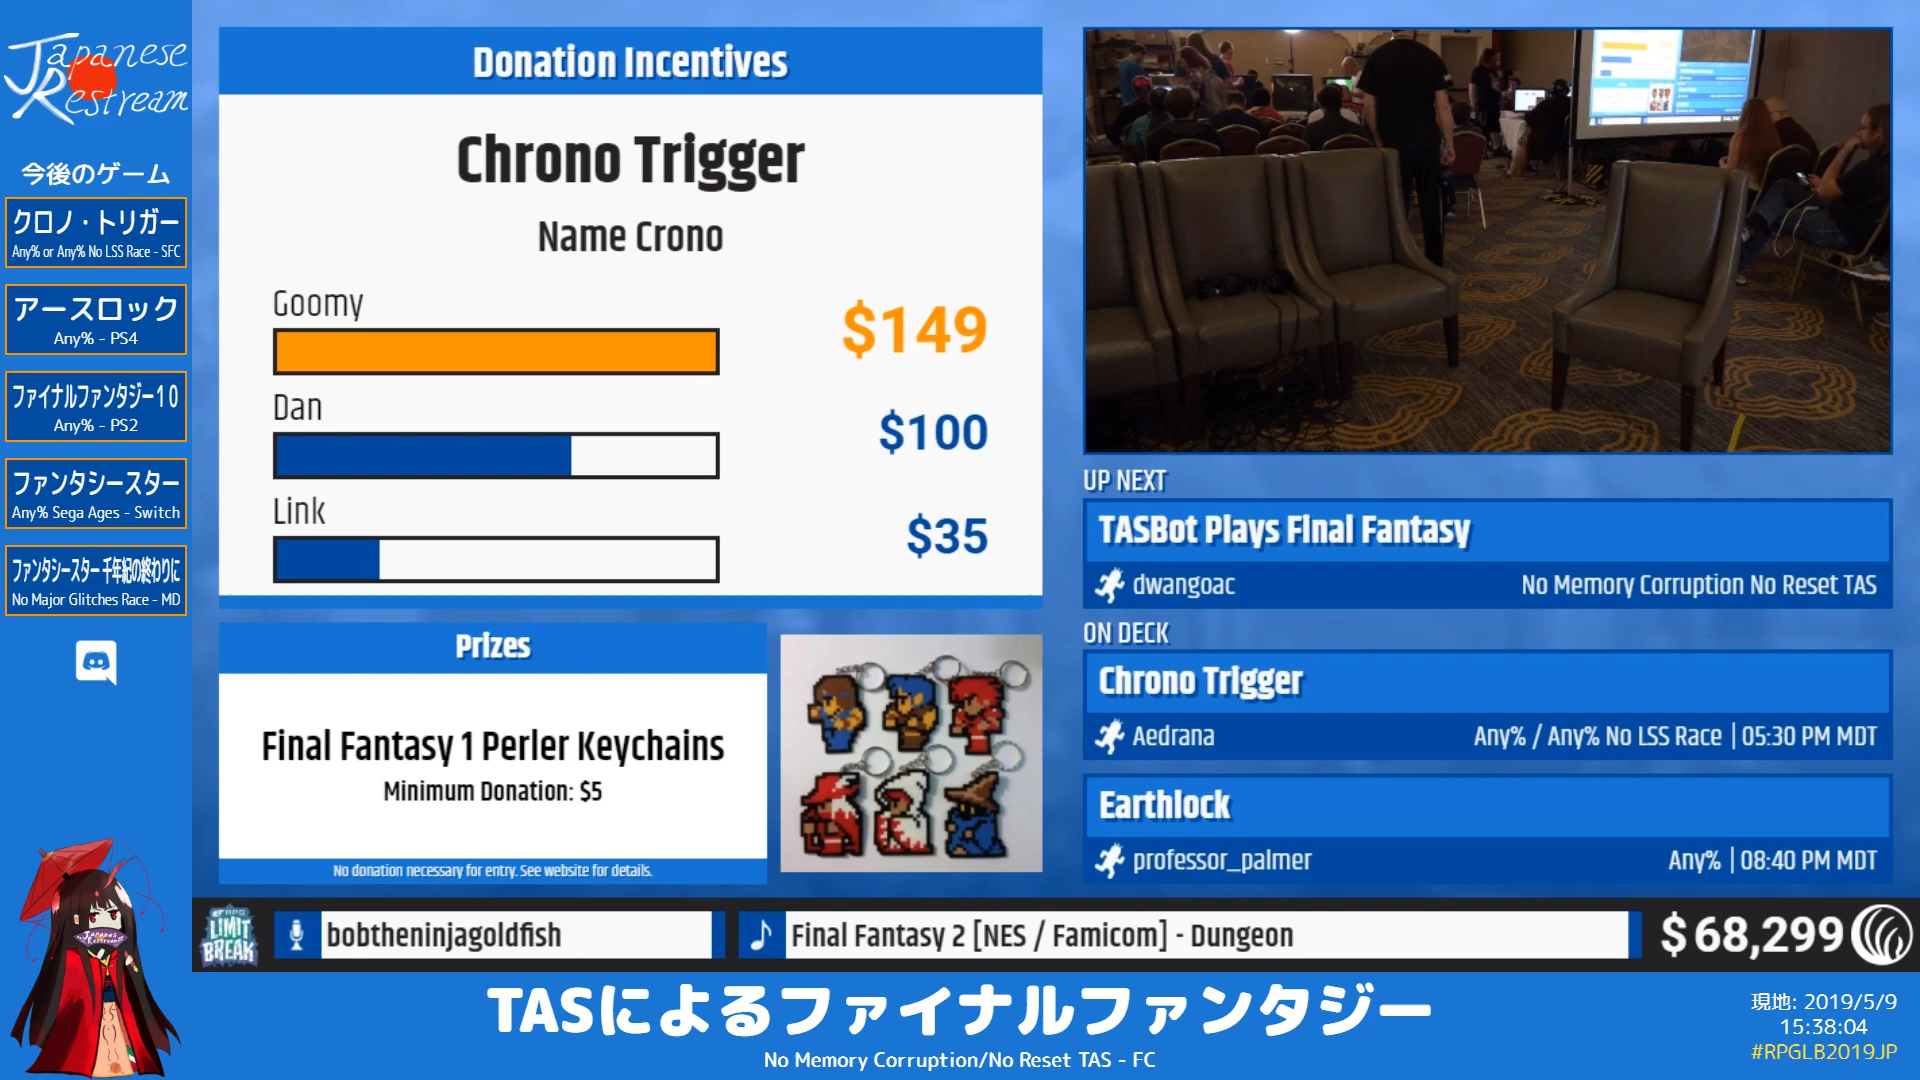 Japanese
Restream
今後のゲーム
クロノ・トリガー
Any% or Any% No LSS Race - SFC
アースロック
Any% - PS4
ファイナルファンタジー10
Any% - PS2
ファンタシースター
Any% Sega Ages - Switch
ファンタシースター 千年紀の終わりに
No Major Glitches Race - MD
Donation Incentives
Chrono Trigger
Name Crono
Goomy
$149
Dan
$100
Link
$35
Prizes
Final Fantasy 1 Perler Keychains
Minimum Donation: $5
No donation necessary for entry. See website for details.
UP NEXT
TASBot Plays Final Fantasy
dwangoac
No Memory Corruption No Reset TAS
ON DECK
Chrono Trigger
Aedrana
Any% / Any% No LSS Race | 05:30 PM MDT
Earthlock
professor_palmer
Any% | 08:40 PM MDT
RPG
LIMIT
BREAK
bobtheninjagoldfish
Final Fantasy 2 [NES / Famicom] - Dungeon
$68,299
TASによるファイナルファンタジー
No Memory Corruption/No Reset TAS - FC
現地: 2019/5/9
15:38:04
#RPGLB2019JP